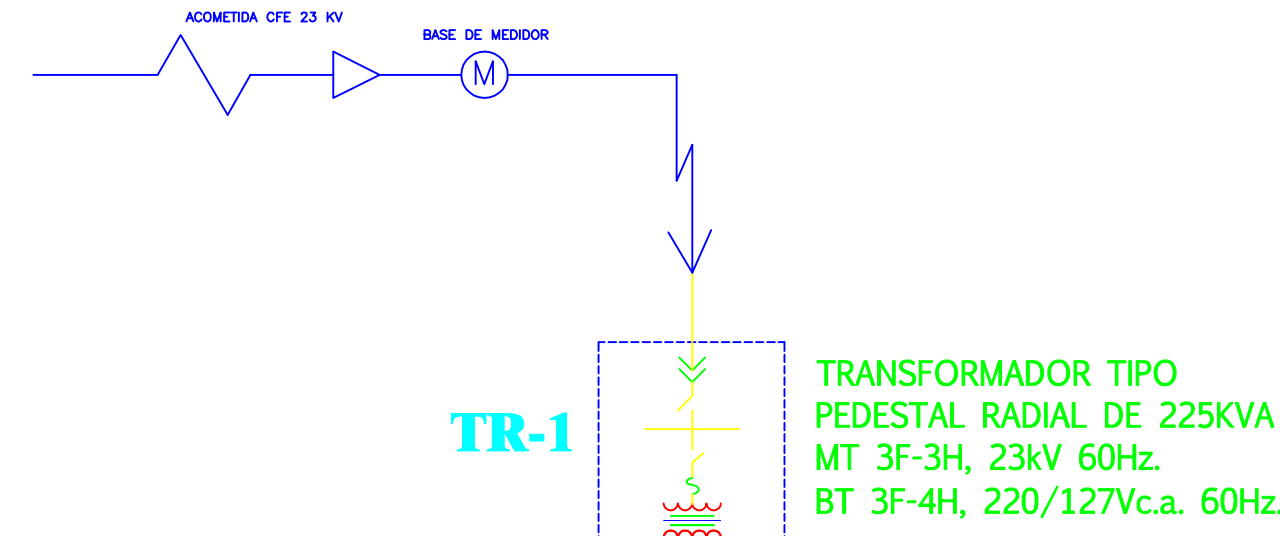 ACOMETIDA CFE 23 KV
BASE DE MEDIDOR
M
TR-1
TRANSFORMADOR TIPO
PEDESTAL RADIAL DE 225KVA
MT 3F-3H, 23kV 60Hz.
BT 3F-4H, 220/127Vc.a. 60Hz.